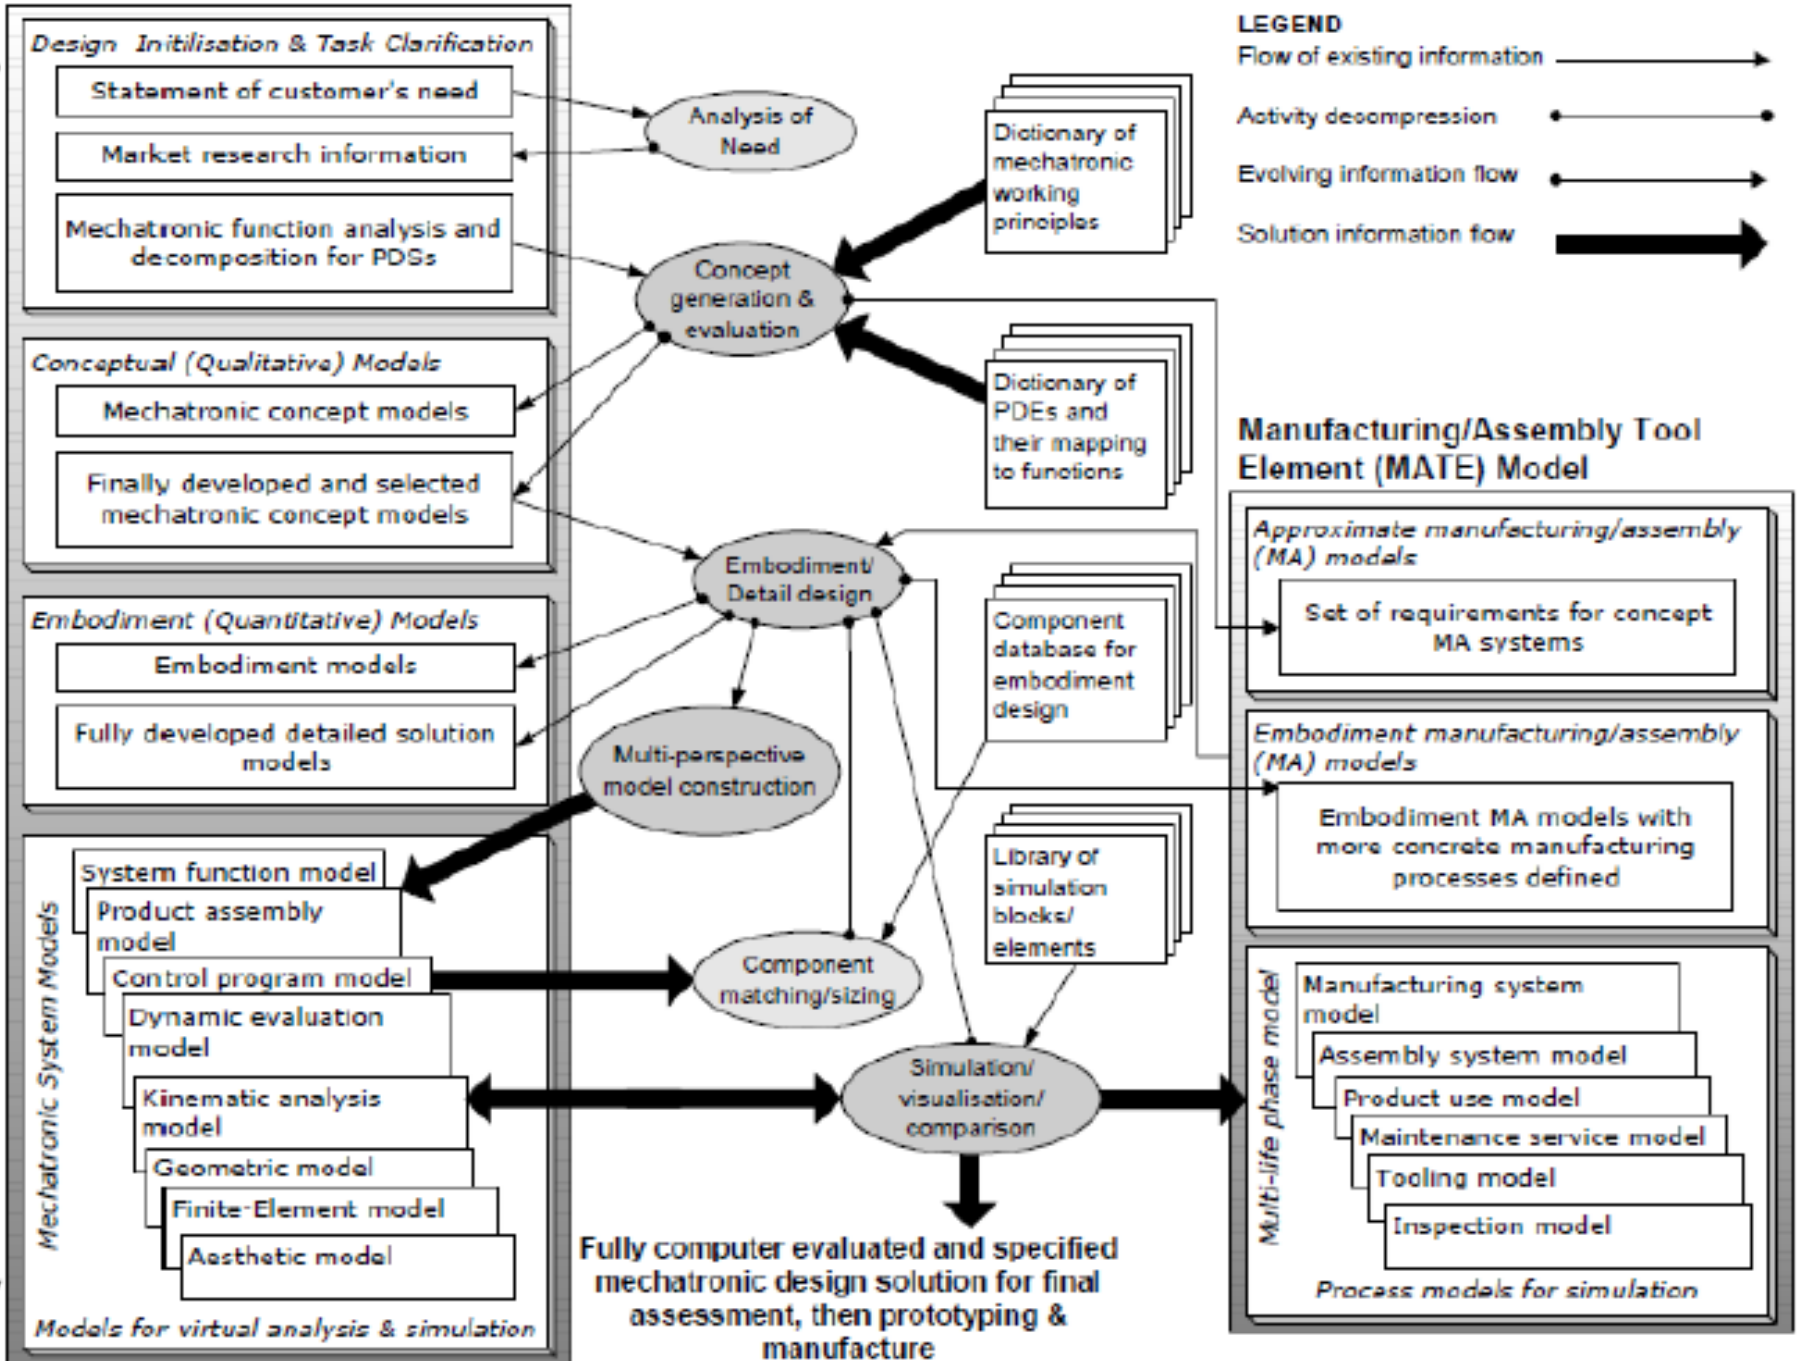 Design Initilisation & Task Clarification
Statement of customer's need
Market research information
Mechatronic function analysis and
decomposition for PDSs
Conceptual (Qualitative) Models
Mechatronic concept models
Finally developed and selected
mechatronic concept models
Embodiment (Quantitative) Models
Embodiment models
Fully developed detailed solution
models
Mechatronic System Models
System function model
Product assembly
model
Control program model
Dynamic evaluation
model
Kinematic analysis
model
Geometric model
Finite-Element model
Aesthetic model
Models for virtual analysis & simulation
Analysis of
Need
Concept
generation &
evaluation
Embodiment/
Detail design
Multi-perspective
model construction
Component
matching/sizing
Simulation/
visualisation/
comparison
Fully computer evaluated and specified
mechatronic design solution for final
assessment, then prototyping &
manufacture
Dictionary of
mechatronic
working
principles
Dictionary of
PDEs and
their mapping
to functions
Component
database for
embodiment
design
Library of
simulation
blocks/
elements
LEGEND
Flow of existing information
Activity decompression
Evolving information flow
Solution information flow
Manufacturing/Assembly Tool
Element (MATE) Model
Approximate manufacturing/assembly
(MA) models
Set of requirements for concept
MA systems
Embodiment manufacturing/assembly
(MA) models
Embodiment MA models with
more concrete manufacturing
processes defined
Multi-life phase model
Manufacturing system
model
Assembly system model
Product use model
Maintenance service model
Tooling model
Inspection model
Process models for simulation